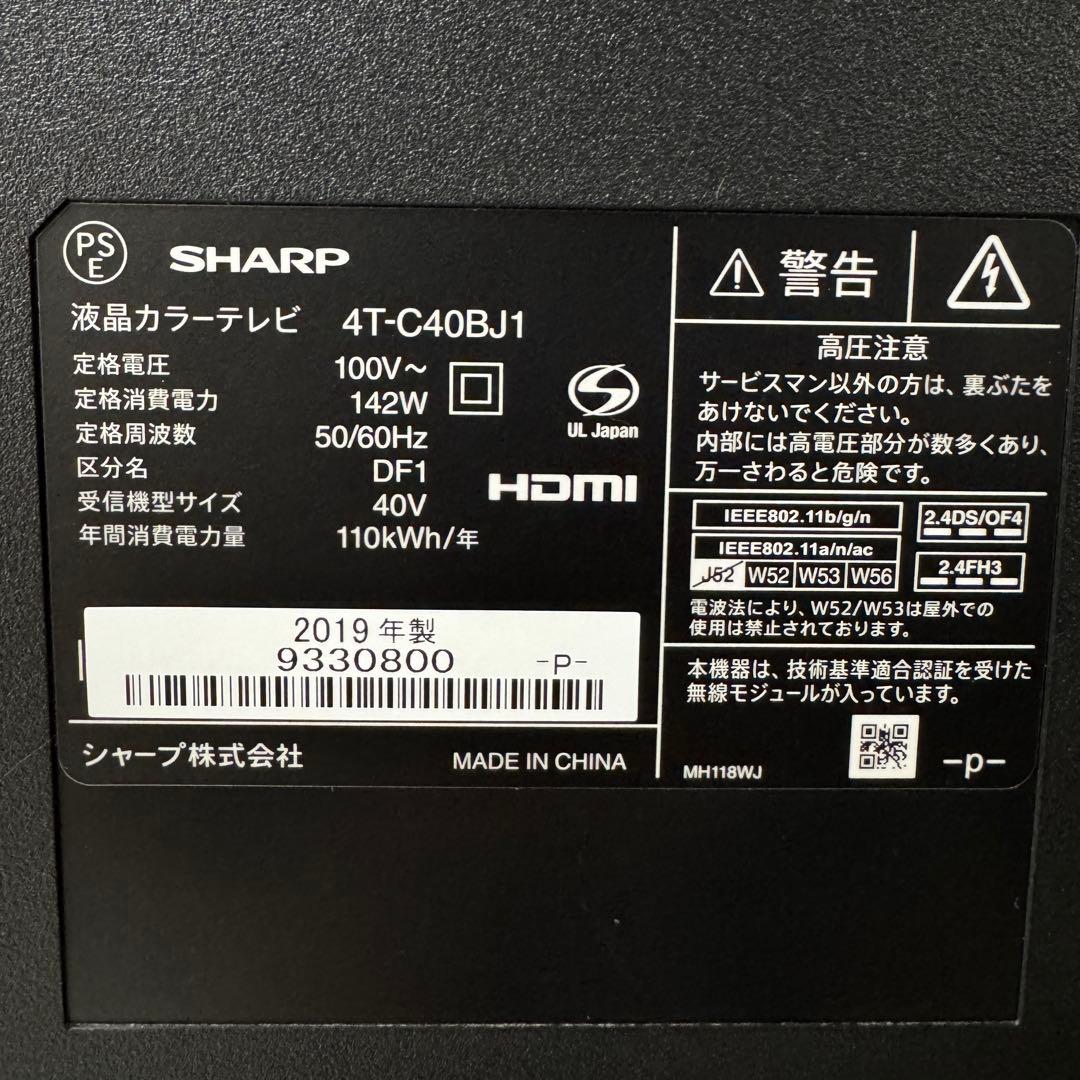 PS
E
SHARP
液晶カラーテレビ 4T-C40BJ1
定格電圧 100V～
定格消費電力 142W
定格周波数 50/60Hz
区分名 DF1
受信機型サイズ 40V
年間消費電力量 110kWh/年
S
UL Japan
HDMI
2019 年製
9330800 -P-
シャープ株式会社 MADE IN CHINA
警告
高圧注意
サービスマン以外の方は、裏ぶたを
あけないでください。
内部には高電圧部分が数多くあり、
万一さわると危険です。
IEEE802.11b/g/n
IEEE802.11a/n/ac
J52 W52 W53 W56
2.4DS/OF4
2.4FH3
電波法により、W52/W53は屋外での
使用は禁止されております。
本機器は、技術基準適合認証を受けた
無線モジュールが入っています。
MH118WJ -p-